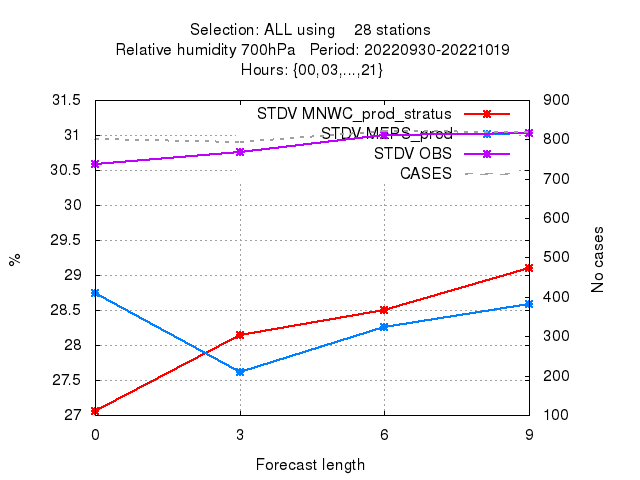 Selection: ALL using    28 stations
Relative humidity 700hPa   Period: 20220930-20221019
Hours: {00,03,...,21}
31.5
31
30.5
30
29.5
29
28.5
28
27.5
27
%
STDV MNWC_prod_stratus
STDV MEPS_prod
STDV OBS
CASES
900
800
700
600
500
400
300
200
100
No cases
0 3 6 9
Forecast length